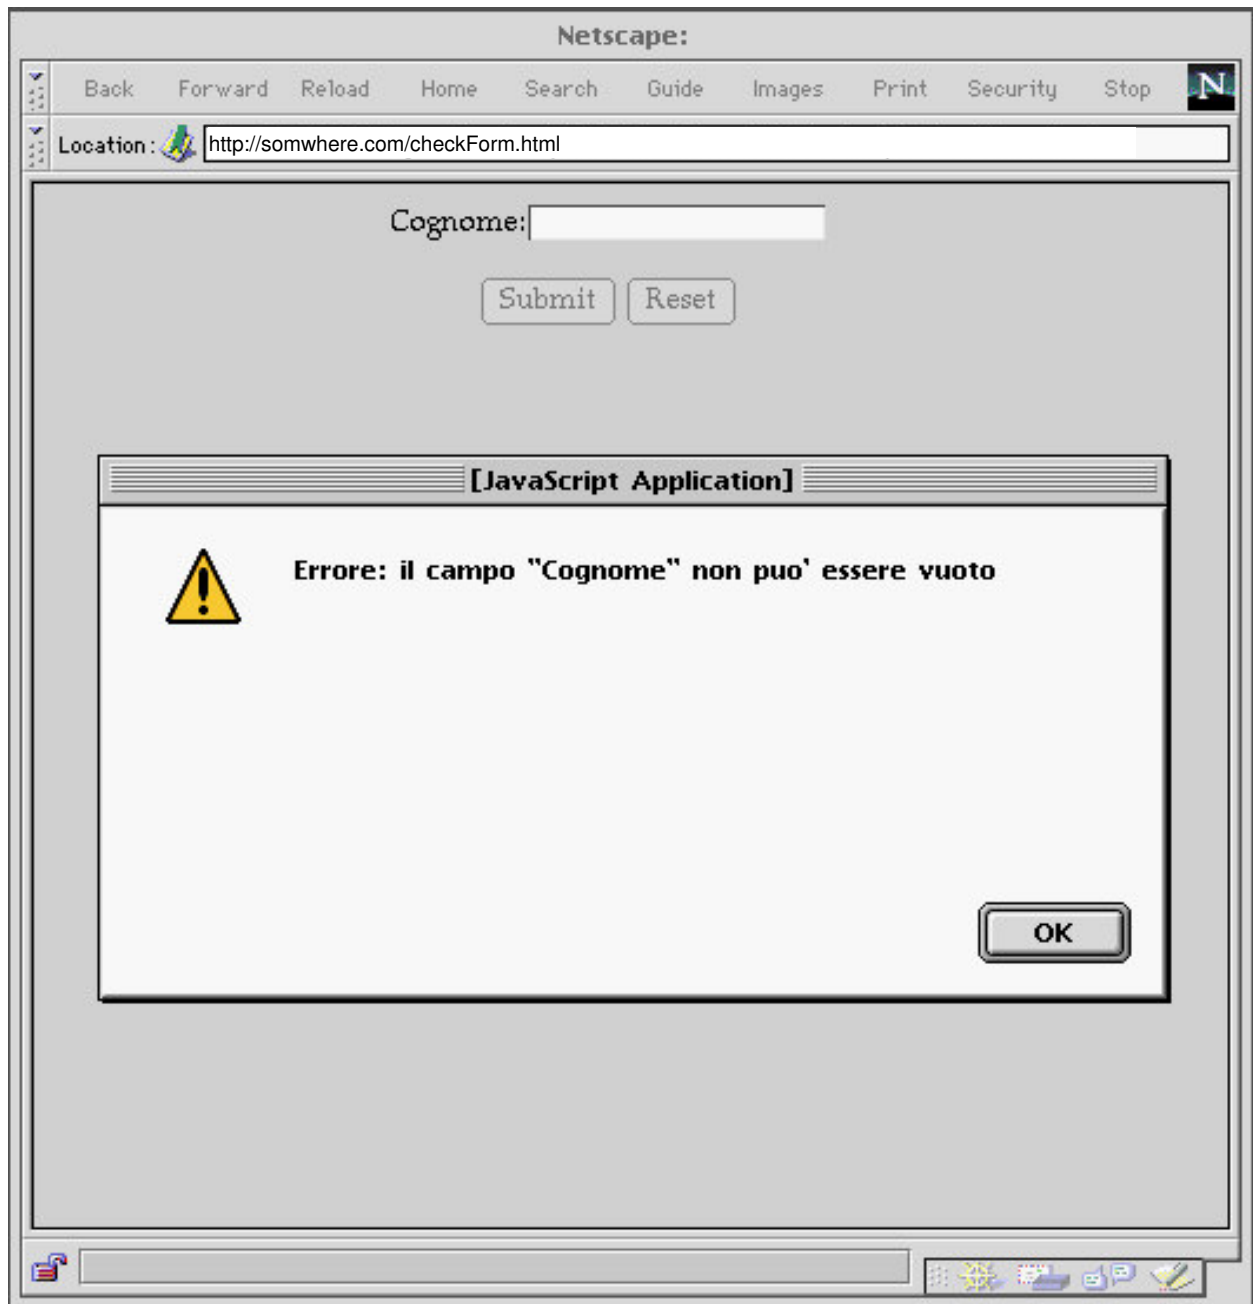 Netscape:
Back Forward Reload Home Search Guide Images Print Security Stop N
Location: http://somwhere.com/checkForm.html
Cognome:
Submit Reset
[JavaScript Application]
Errore: il campo "Cognome" non puo' essere vuoto
OK